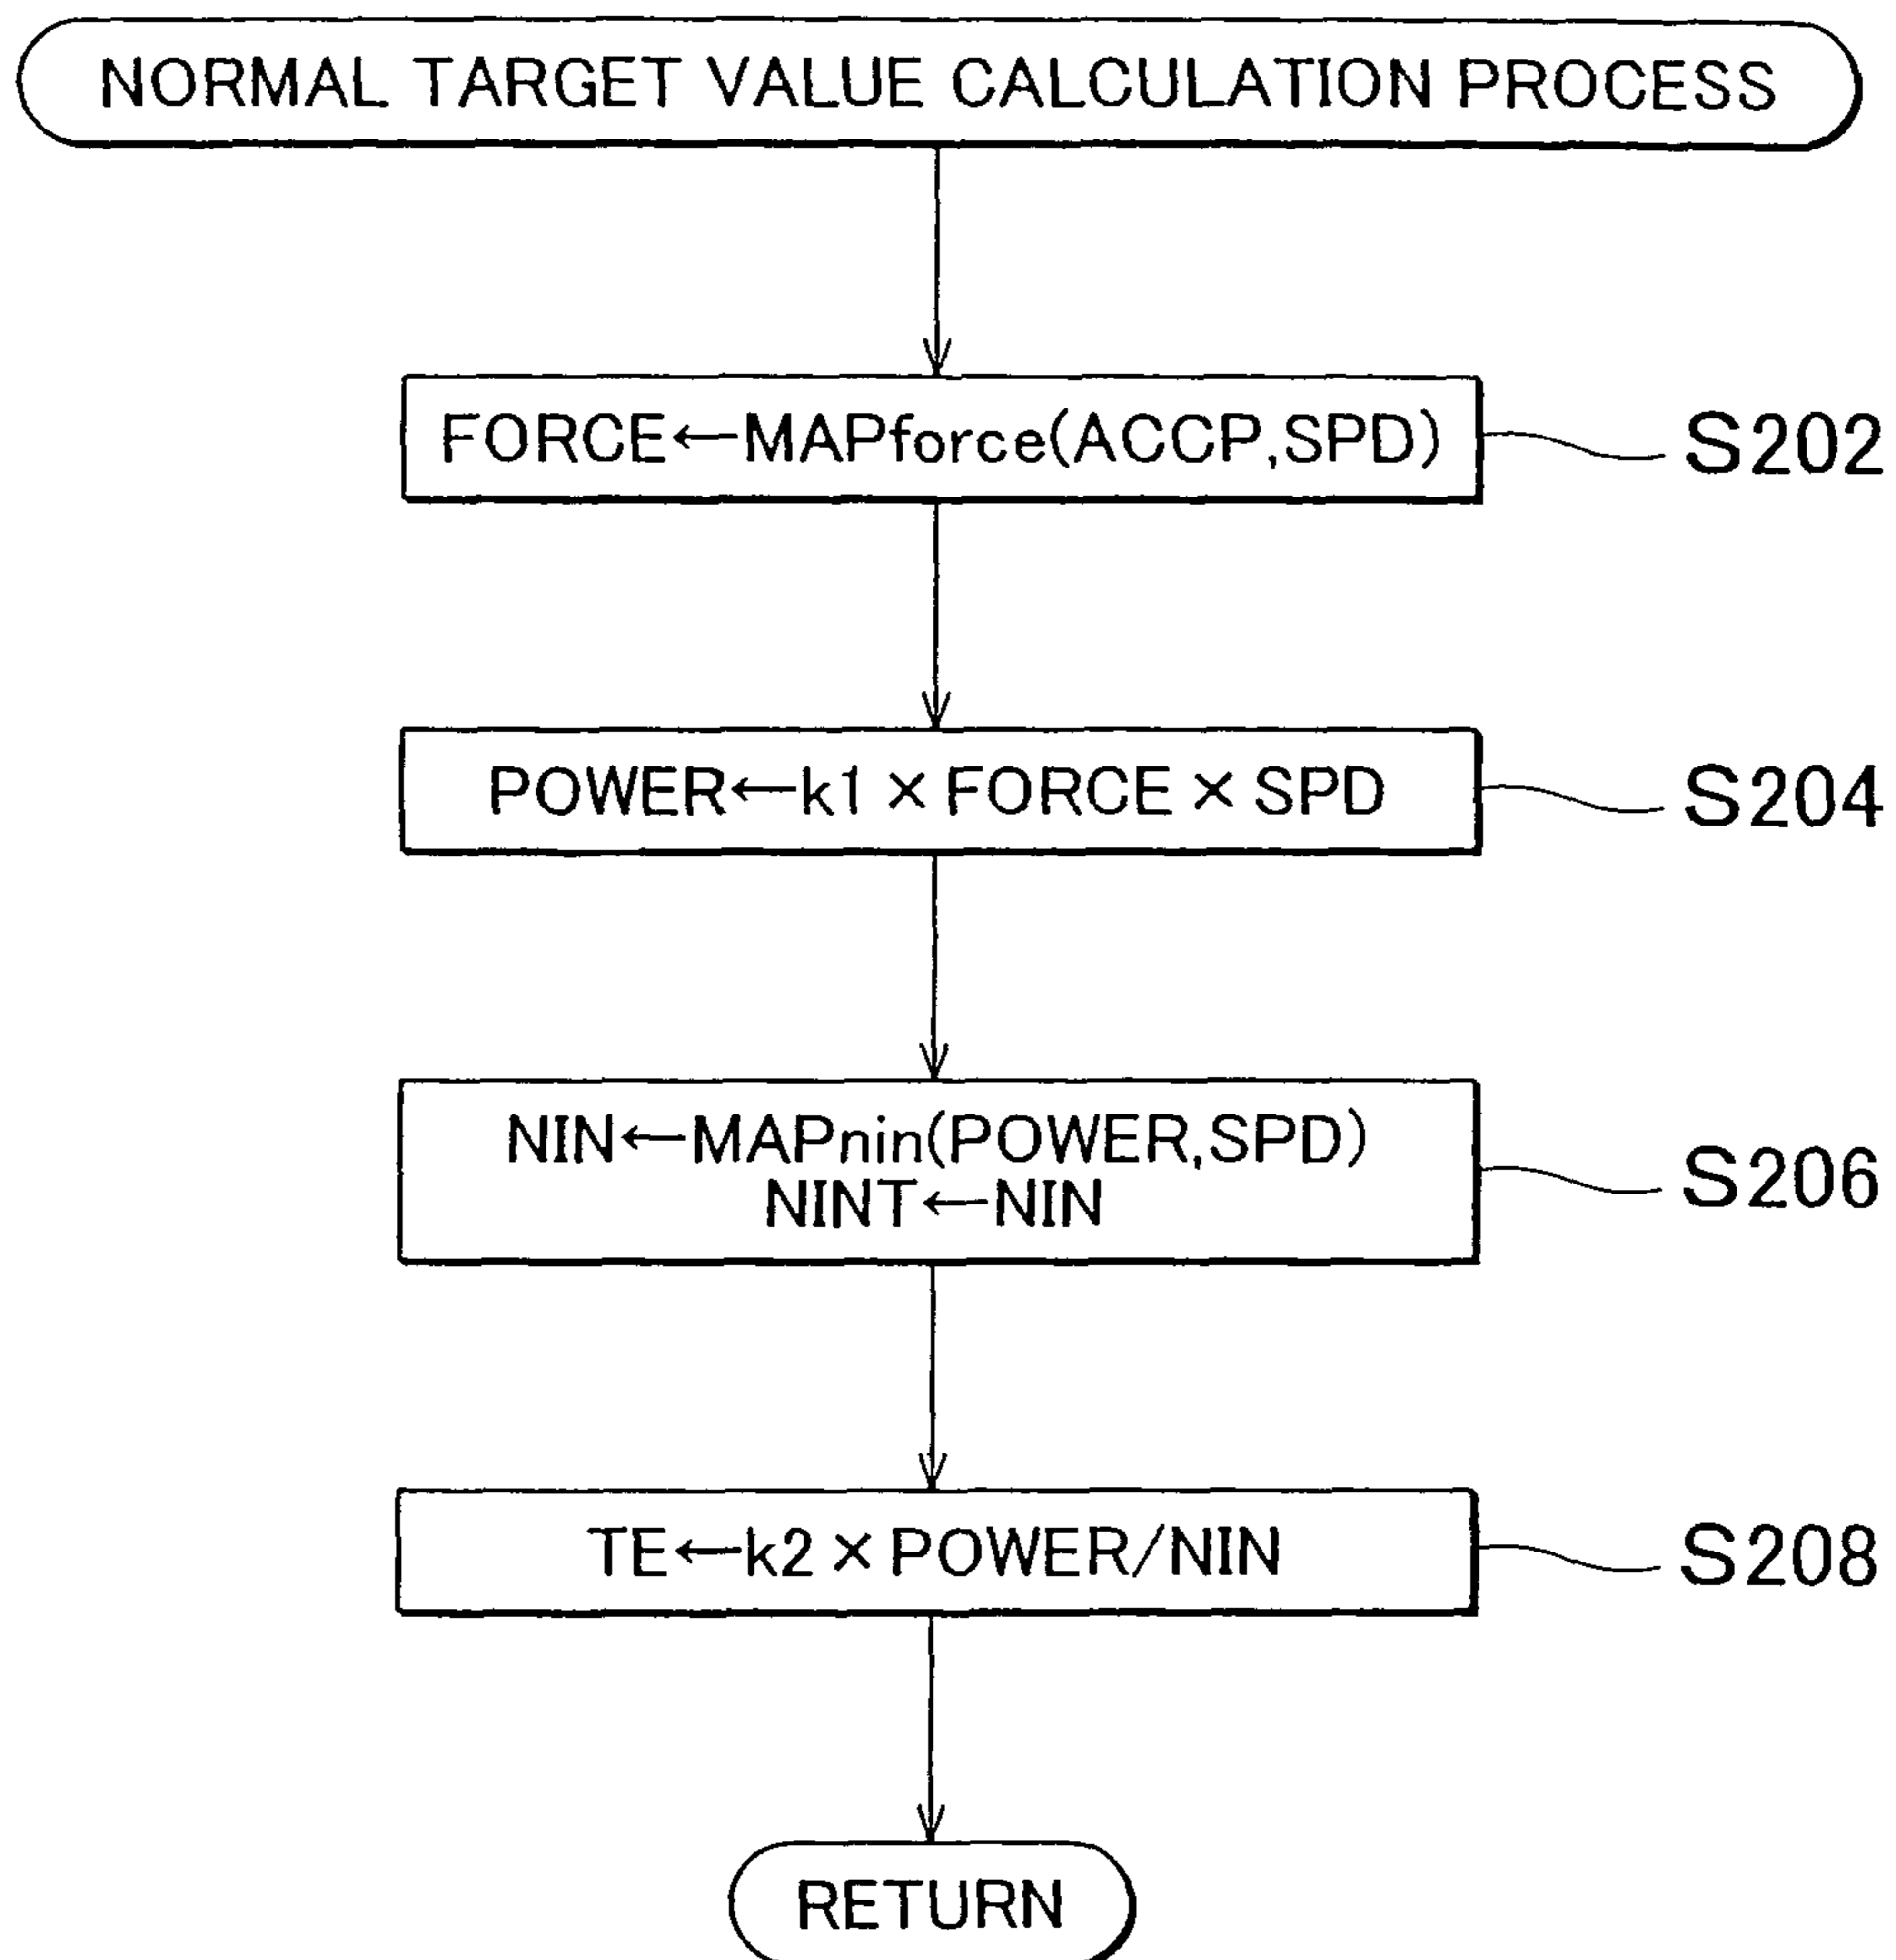 NORMAL TARGET VALUE CALCULATION PROCESS
FORCE←MAPforce(ACCP,SPD)
S202
POWER←k1×FORCE×SPD
S204
NIN←MAPnin(POWER,SPD)
NINT←NIN
S206
TE←k2×POWER/NIN
S208
RETURN